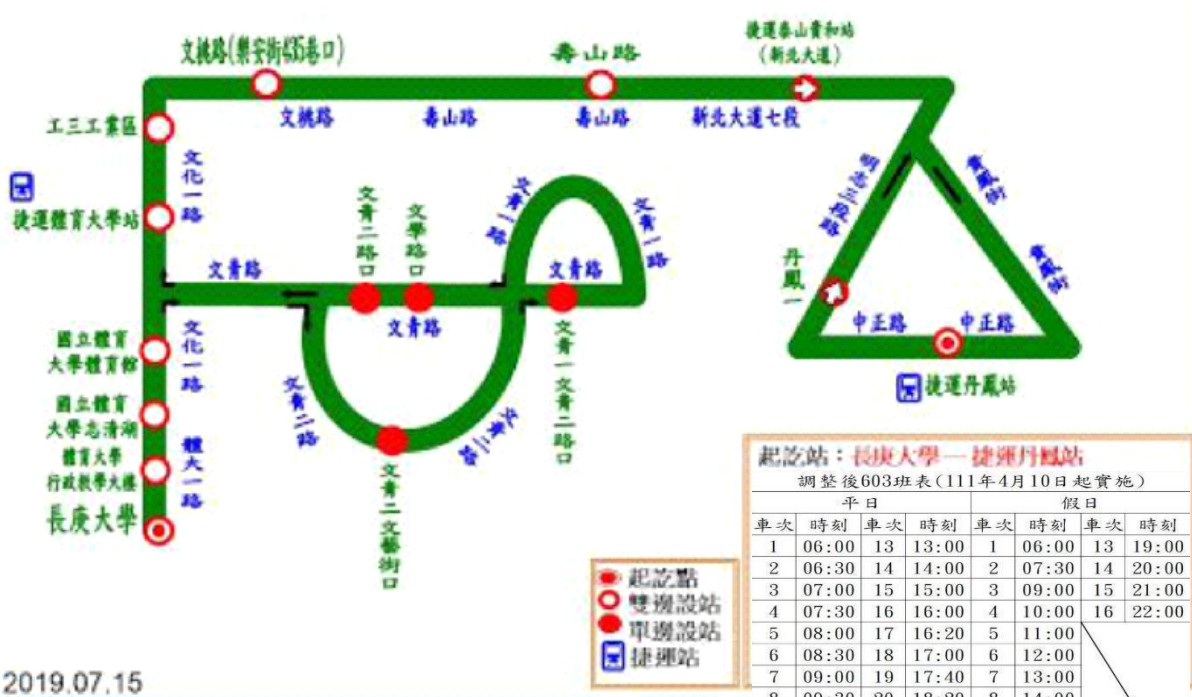 文桃路(樂安街435巷口)
壽山路
捷運泰山貴和站
(新北大道)
工三工業區
文桃路
壽山路
壽山路
新北大道七段
文化一路
捷運體育大學站
文青路
文青二路口
文學路口
文青一路
文青一路
文青路
文青路
明志路三段
貴鳳街
貴鳳街
丹鳳一
中正路
中正路
捷運丹鳳站
國立體育
大學體育館
文化一路
國立體育
大學志清湖
體育大學
行政教學大樓
體大一路
長庚大學
文青二路
文青二路
文青二文藝街口
文青一文青二路口
起訖點
雙邊設站
單邊設站
捷運站
2019.07.15
起訖站：長庚大學—捷運丹鳳站
調整後603班表(111年4月10日起實施)
平日 假日
車次 時刻 車次 時刻 車次 時刻 車次 時刻
1 06:00 13 13:00 1 06:00 13 19:00
2 06:30 14 14:00 2 07:30 14 20:00
3 07:00 15 15:00 3 09:00 15 21:00
4 07:30 16 16:00 4 10:00 16 22:00
5 08:00 17 16:20 5 11:00
6 08:30 18 17:00 6 12:00
7 09:00 19 17:40 7 13:00